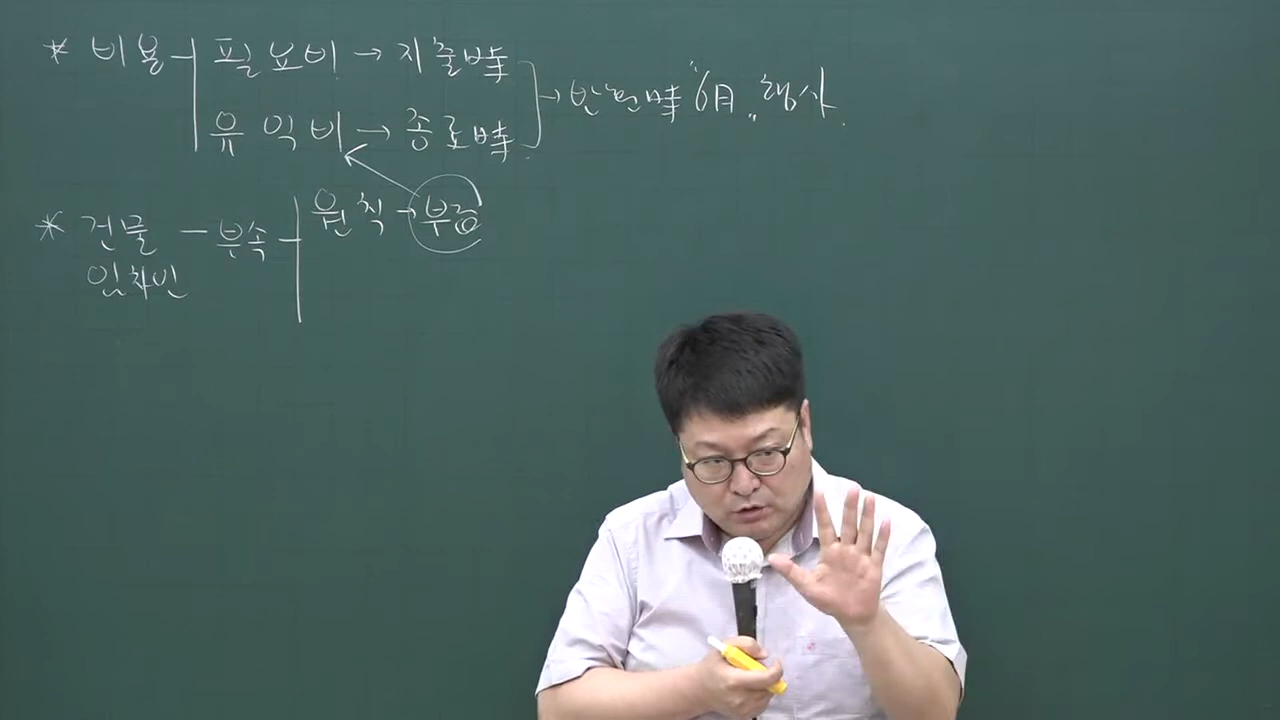 * 비용 필요비 → 지출時
유익비 → 종료時
→ 반환時 "6月" 행사.
* 건물 - 부속 원칙 → 부증
임차인